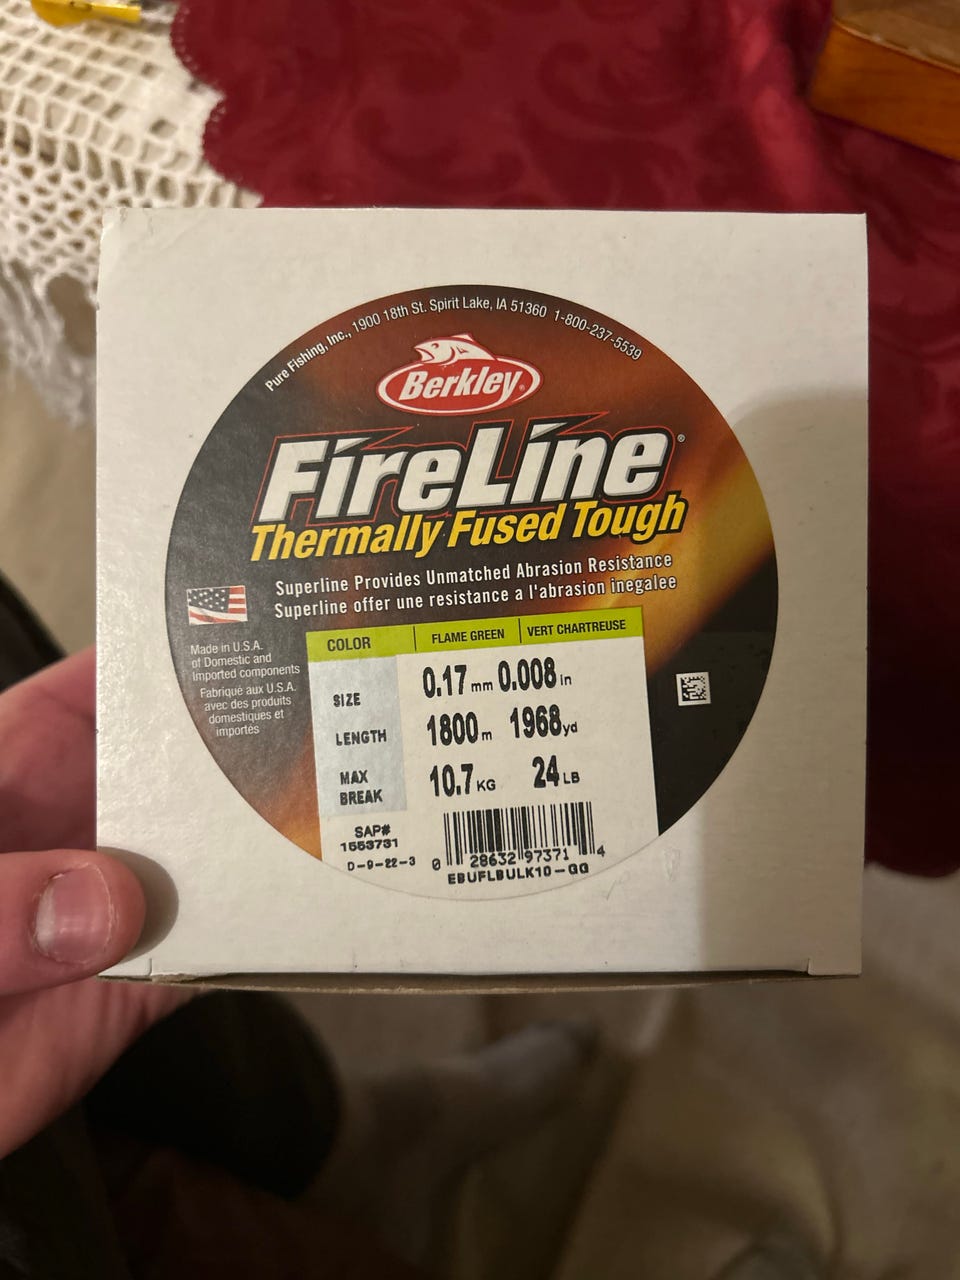 Pure Fishing, Inc., 1900 18th St. Spirit Lake, IA 51360 1-800-237-5539
Berkley®
FireLine®
Thermally Fused Tough
Superline Provides Unmatched Abrasion Resistance
Superline offer une resistance a l'abrasion inegalee
Made in U.S.A.
of Domestic and
Imported components
Fabriqué aux U.S.A.
avec des produits
domestiques et
importés
COLOR FLAME GREEN VERT CHARTREUSE
SIZE 0.17 mm 0.008 in
LENGTH 1800 m 1968 yd
MAX BREAK 10.7 KG 24 LB
SAP#
1553731
D-9-22-3
0 28632 97371 4
EBUFLBULK10-GG